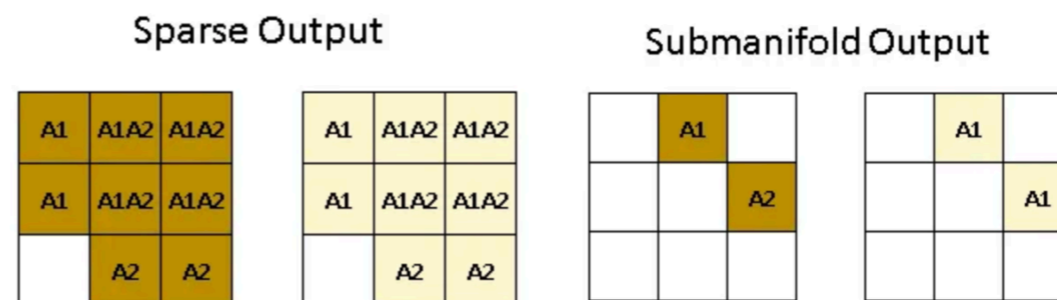 Sparse Output
Submanifold Output
A1 A1A2 A1A2 A1 A1A2 A1A2 A1 A1
A1 A1A2 A1A2 A1 A1A2 A1A2 A2 A1
A2 A2 A2 A2